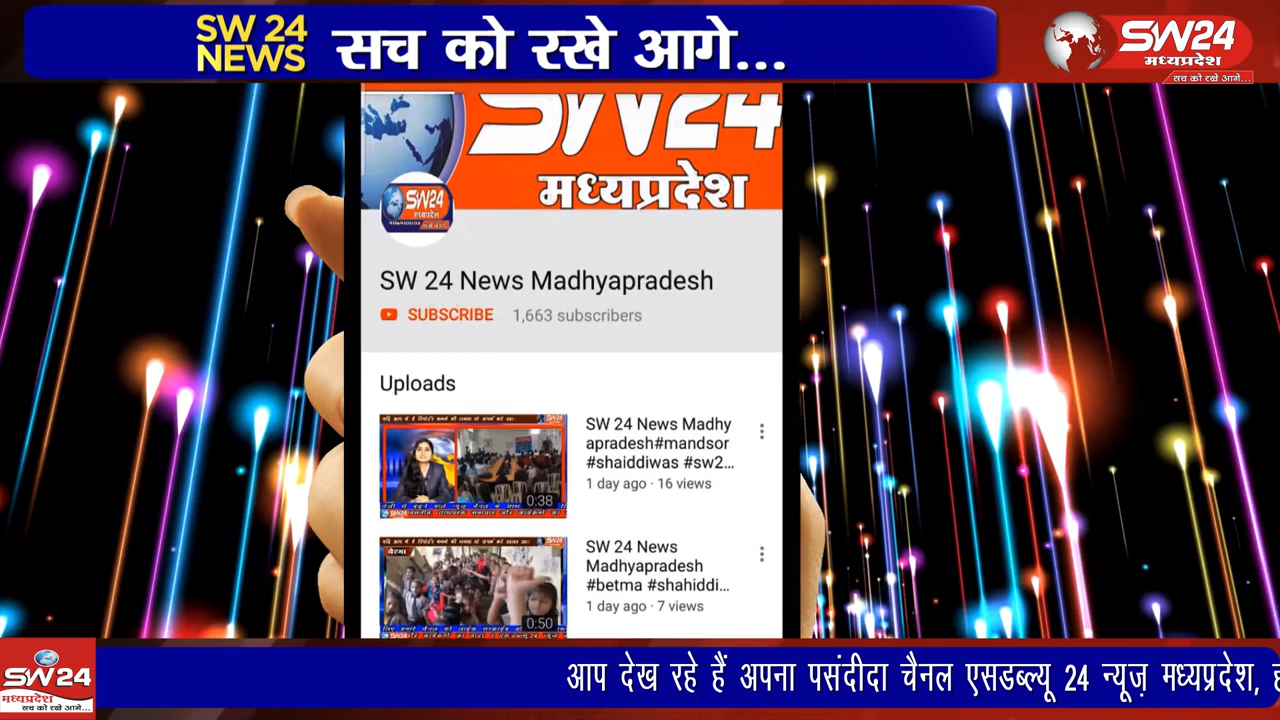 SW 24
NEWS
सच को रखे आगे...
SW24
मध्यप्रदेश
सच को रखे आगे...
SW24
मध्यप्रदेश
SW24
SW 24 News Madhyapradesh
SUBSCRIBE 1,663 subscribers
Uploads
SW 24 News Madhy
apradesh#mandsor
#shaiddiwas #sw2...
1 day ago · 16 views
0:38
SW 24 News
Madhyapradesh
#betma #shahiddi...
1 day ago · 7 views
0:50
बेटमा
SW24
मध्यप्रदेश
सच को रखे आगे...
आप देख रहे हैं अपना पसंदीदा चैनल एसडब्ल्यू 24 न्यूज़ मध्यप्रदेश,